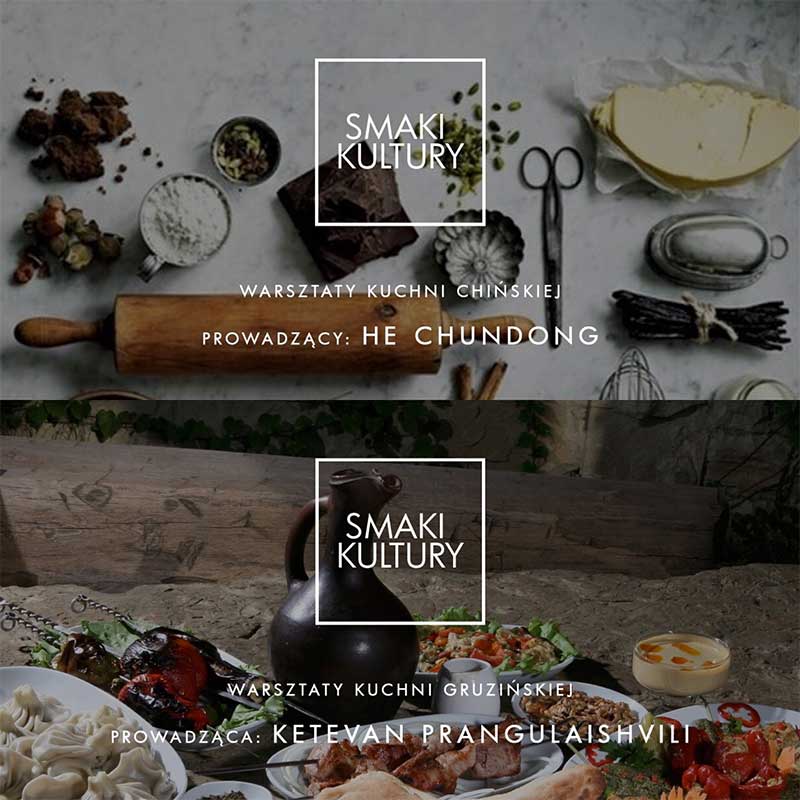 SMAKI
KULTURY
WARSZTATY KUCHNI CHIŃSKIEJ
PROWADZĄCY: HE CHUNDONG
SMAKI
KULTURY
WARSZTATY KUCHNI GRUZIŃSKIEJ
PROWADZĄCA: KETEVAN PRANGULAISHVILI